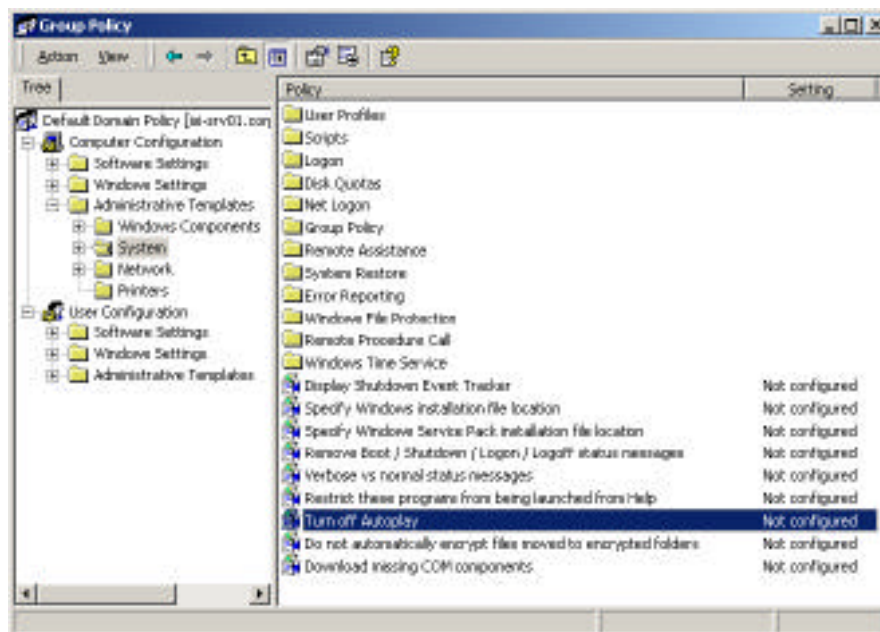 Group Policy
Action View
Tree
Default Domain Policy
Computer Configuration
Software Settings
Windows Settings
Administrative Templates
Windows Components
System
Network
Printers
User Configuration
Software Settings
Windows Settings
Administrative Templates
Policy Setting
User Profiles
Scripts
Logon
Disk Quotas
Net Logon
Group Policy
Remote Assistance
System Restore
Error Reporting
Windows File Protection
Remote Procedure Call
Windows Time Service
Display Shutdown Event Tracker Not configured
Specify Windows installation file location Not configured
Specify Windows Service Pack installation file location Not configured
Remove Boot / Shutdown / Logon / Logoff status messages Not configured
Verbose vs normal status messages Not configured
Restrict these programs from being launched from Help Not configured
Turn off Autoplay Not configured
Do not automatically encrypt files moved to encrypted folders Not configured
Download missing COM components Not configured